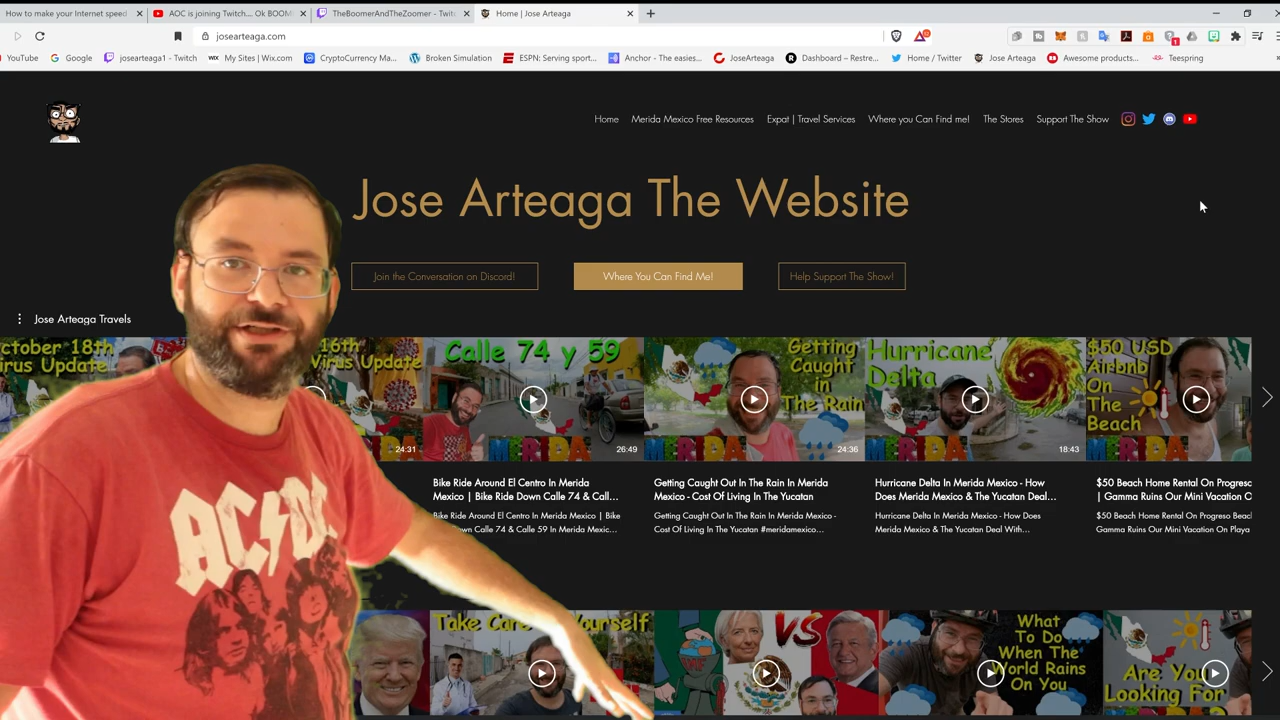 How to make your Internet speed
AOC is joining Twitch.... Ok BOOM
TheBoomerAndTheZoomer - Twitch
Home | Jose Arteaga
josearteaga.com
YouTube
Google
josearteaga1 - Twitch
My Sites | Wix.com
CryptoCurrency Ma...
Broken Simulation
ESPN: Serving sport...
Anchor - The easies...
JoseArteaga
Dashboard – Restre...
Home / Twitter
Jose Arteaga
Awesome products...
Teespring
Home
Merida Mexico Free Resources
Expat | Travel Services
Where you Can Find me!
The Stores
Support The Show
Jose Arteaga The Website
Join the Conversation on Discord!
Where You Can Find Me!
Help Support The Show!
Jose Arteaga Travels
ctober 18th
irus Update
16th
Virus Update
24:31
Calle 74 y 59
MERIDA
26:49
Getting
Caught
in
The Rain
MERIDA
24:36
Hurricane
Delta
MERIDA
18:43
$50 USD
Airbnb
On
The
Beach
MERIDA
Bike Ride Around El Centro In Merida
Mexico | Bike Ride Down Calle 74 & Call...
Bike Ride Around El Centro In Merida Mexico | Bike
Down Calle 74 & Calle 59 In Merida Mexic...
Getting Caught Out In The Rain In Merida
Mexico - Cost Of Living In The Yucatan
Getting Caught Out In The Rain In Merida Mexico -
Cost Of Living In The Yucatan #meridamexico...
Hurricane Delta In Merida Mexico - How
Does Merida Mexico & The Yucatan Deal...
Hurricane Delta In Merida Mexico - How Does
Merida Mexico & The Yucatan Deal With...
$50 Beach Home Rental On Progreso
| Gamma Ruins Our Mini Vacation O
$50 Beach Home Rental On Progreso Beac
Gamma Ruins Our Mini Vacation On Playa
AC/DC
Take Care Yourself
VS
What
To Do
When The
World Rains
On You
Are You
Looking For